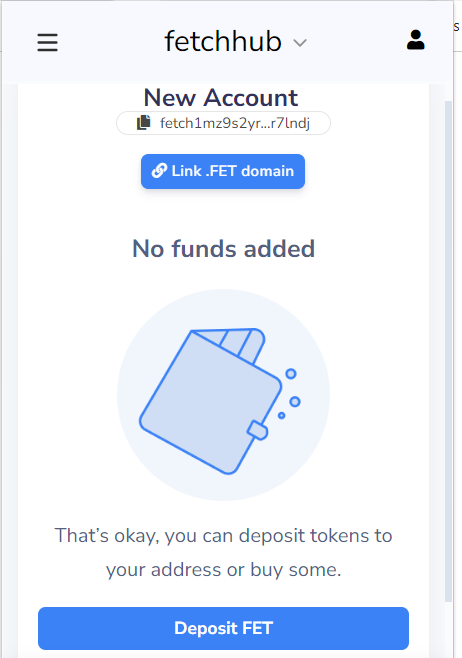 fetchhub
s
New Account
fetch1mz9s2yr...r7lndj
Link .FET domain
No funds added
That's okay, you can deposit tokens to
your address or buy some.
Deposit FET